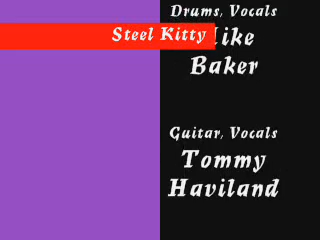 Drums, Vocals
Steel Kitty
Baker
Guitar, Vocals
Tommy
Haviland